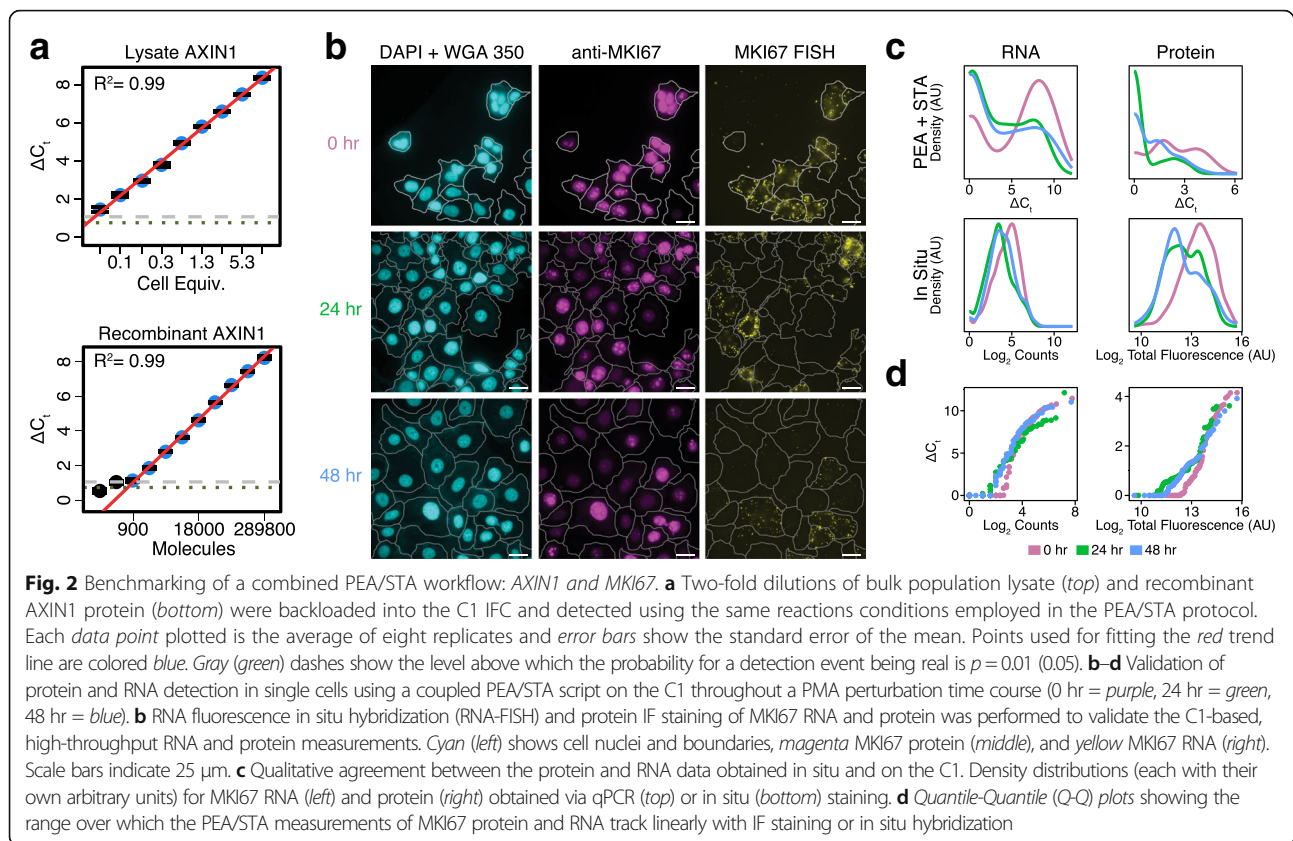 a
Lysate AXIN1
R²= 0.99
8
6
4
2
0
ΔCₜ
0.1 0.3 1.3 5.3
Cell Equiv.
Recombinant AXIN1
R²= 0.99
8
6
4
2
0
ΔCₜ
900 18000 289800
Molecules
b
DAPI + WGA 350 anti-MKI67 MKI67 FISH
0 hr
24 hr
48 hr
c
RNA Protein
PEA + STA
Density (AU)
0 5 10 0 3 6
ΔCₜ ΔCₜ
In Situ
Density (AU)
0 5 10 10 13 16
Log₂ Counts Log₂ Total Fluorescence (AU)
d
10
5
0
ΔCₜ
0 4 8
Log₂ Counts
4
2
0
10 12 14 16
Log₂ Total Fluorescence (AU)
0 hr 24 hr 48 hr
Fig. 2 Benchmarking of a combined PEA/STA workflow: AXIN1 and MKI67. a Two-fold dilutions of bulk population lysate (top) and recombinant
AXIN1 protein (bottom) were backloaded into the C1 IFC and detected using the same reactions conditions employed in the PEA/STA protocol.
Each data point plotted is the average of eight replicates and error bars show the standard error of the mean. Points used for fitting the red trend
line are colored blue. Gray (green) dashes show the level above which the probability for a detection event being real is p = 0.01 (0.05). b–d Validation of
protein and RNA detection in single cells using a coupled PEA/STA script on the C1 throughout a PMA perturbation time course (0 hr = purple, 24 hr = green,
48 hr = blue). b RNA fluorescence in situ hybridization (RNA-FISH) and protein IF staining of MKI67 RNA and protein was performed to validate the C1-based,
high-throughput RNA and protein measurements. Cyan (left) shows cell nuclei and boundaries, magenta MKI67 protein (middle), and yellow MKI67 RNA (right).
Scale bars indicate 25 μm. c Qualitative agreement between the protein and RNA data obtained in situ and on the C1. Density distributions (each with their
own arbitrary units) for MKI67 RNA (left) and protein (right) obtained via qPCR (top) or in situ (bottom) staining. d Quantile-Quantile (Q-Q) plots showing the
range over which the PEA/STA measurements of MKI67 protein and RNA track linearly with IF staining or in situ hybridization